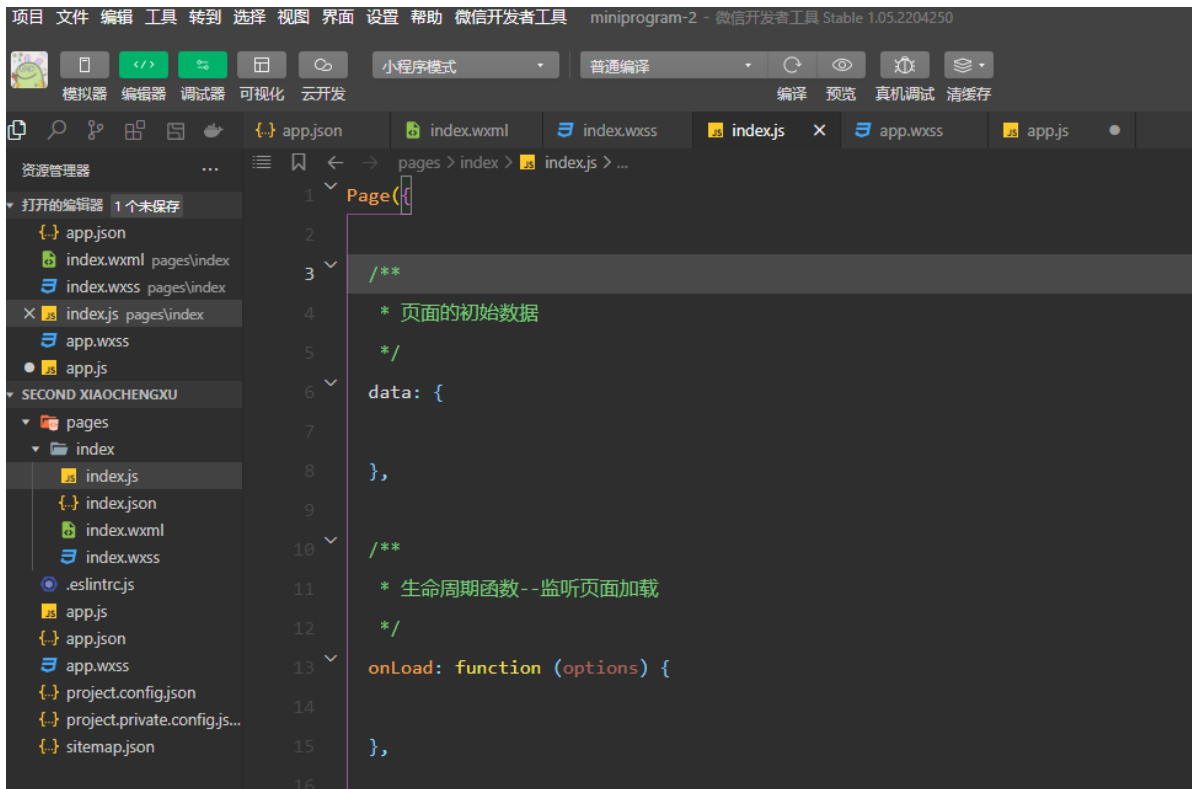 项目 文件 编辑 工具 转到 选择 视图 界面 设置 帮助 微信开发者工具 miniprogram-2 - 微信开发者工具 Stable 1.05.2204250
小程序模式 普通编译
模拟器 编辑器 调试器 可视化 云开发 编译 预览 真机调试 清缓存
{..} app.json index.wxml index.wxss JS index.js × app.wxss JS app.js ●
资源管理器 ...
pages > index > JS index.js > ...
打开的编辑器 1 个未保存
{..} app.json
index.wxml pages\index
index.wxss pages\index
× JS index.js pages\index
app.wxss
● JS app.js
SECOND XIAOCHENGXU
pages
index
JS index.js
{..} index.json
index.wxml
index.wxss
.eslintrc.js
JS app.js
{..} app.json
app.wxss
{..} project.config.json
{..} project.private.config.js...
{..} sitemap.json
1 Page({
2
3 /**
4 * 页面的初始数据
5 */
6 data: {
7
8 },
9
10 /**
11 * 生命周期函数--监听页面加载
12 */
13 onLoad: function (options) {
14
15 },
16